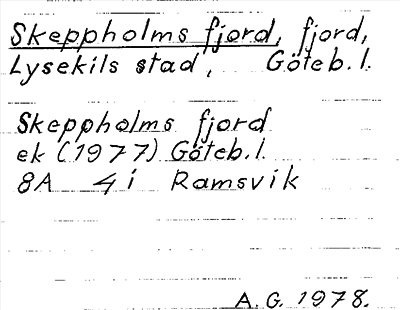 Skeppholms fjord, fjord,
Lysekils stad, Göteb.l.
Skeppholms fjord
ek (1977) Göteb.l.
8A 4i Ramsvik
A.G. 1978.